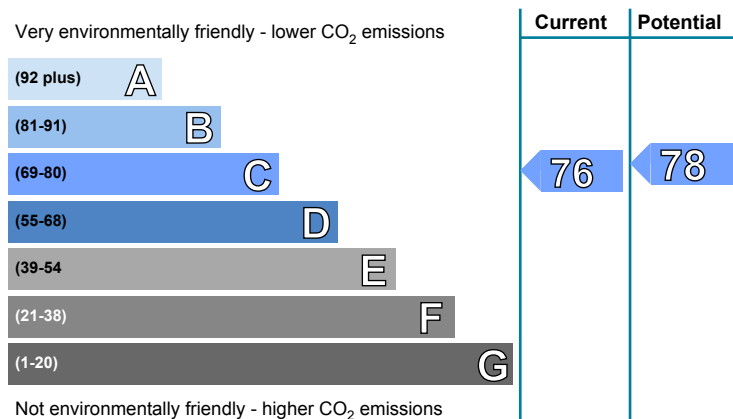 Very environmentally friendly - lower CO2 emissions
Current
Potential
(92 plus) A
(81-91) B
(69-80) C
76
78
(55-68) D
(39-54 E
(21-38) F
(1-20) G
Not environmentally friendly - higher CO2 emissions